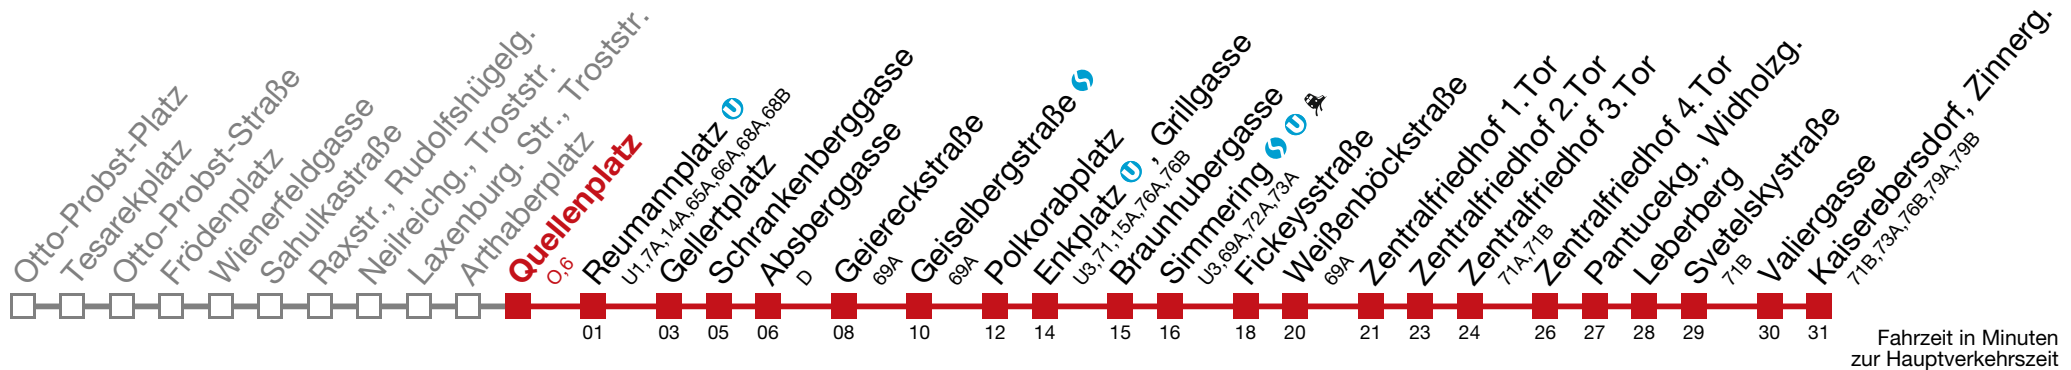 Otto-Probst-Platz
Tesarekplatz
Otto-Probst-Straße
Frödenplatz
Wienerfeldgasse
Sahulkastraße
Raxstr., Rudolfshügelg.
Neilreichg., Troststr.
Laxenburg. Str., Troststr.
Arthaberplatz
Quellenplatz
O,6
Reumannplatz U
U1,7A,14A,65A,66A,68A,68B
Gellertplatz
Schrankenberggasse
Absberggasse
D
Geiereckstraße
69A
Geiselbergstraße S
69A
Polkorabplatz
Enkplatz U , Grillgasse
U3,71,15A,76A,76B
Braunhubergasse
Simmering S U
U3,69A,72A,73A
Fickeysstraße
Weißenböckstraße
69A
Zentralfriedhof 1.Tor
Zentralfriedhof 2.Tor
Zentralfriedhof 3.Tor
71A,71B
Zentralfriedhof 4.Tor
Pantucekg., Widholzg.
Leberberg
Svetelskystraße
71B
Valiergasse
Kaiserebersdorf, Zinnerg.
71B,73A,76B,79A,79B
01 03 05 06 08 10 12 14 15 16 18 20 21 23 24 26 27 28 29 30 31
Fahrzeit in Minuten
zur Hauptverkehrszeit